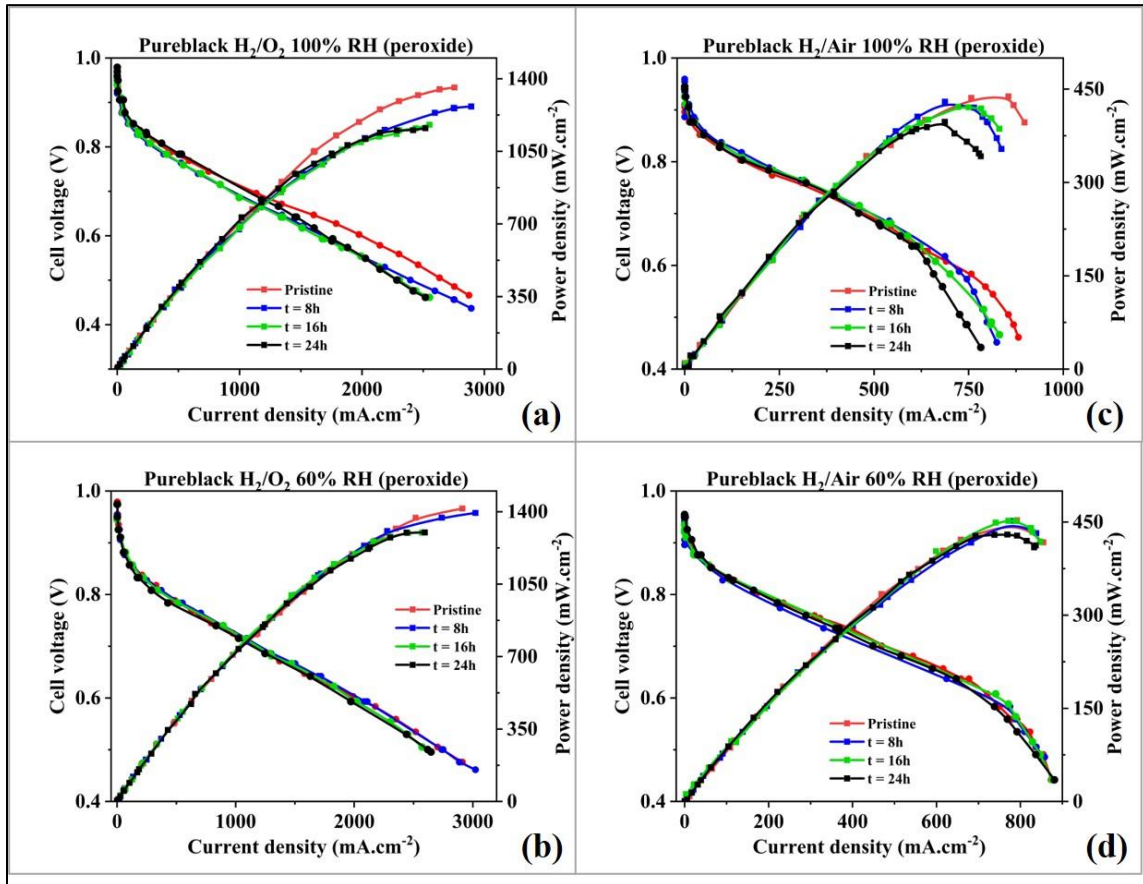 Pureblack H₂/O₂ 100% RH (peroxide)
Cell voltage (V)
1.0
0.8
0.6
0.4
1400
1050
700
350
0
Power density (mW.cm⁻²)
Pristine
t = 8h
t = 16h
t = 24h
0
1000
2000
3000
Current density (mA.cm⁻²)
(a)
Pureblack H₂/Air 100% RH (peroxide)
Cell voltage (V)
1.0
0.8
0.6
0.4
450
300
150
0
Power density (mW.cm⁻²)
Pristine
t = 8h
t = 16h
t = 24h
0
250
500
750
1000
Current density (mA.cm⁻²)
(c)
Pureblack H₂/O₂ 60% RH (peroxide)
Cell voltage (V)
1.0
0.8
0.6
0.4
1400
1050
700
350
0
Power density (mW.cm⁻²)
Pristine
t = 8h
t = 16h
t = 24h
0
1000
2000
3000
Current density (mA.cm⁻²)
(b)
Pureblack H₂/Air 60% RH (peroxide)
Cell voltage (V)
1.0
0.8
0.6
0.4
450
300
150
0
Power density (mW.cm⁻²)
Pristine
t = 8h
t = 16h
t = 24h
0
200
400
600
800
Current density (mA.cm⁻²)
(d)